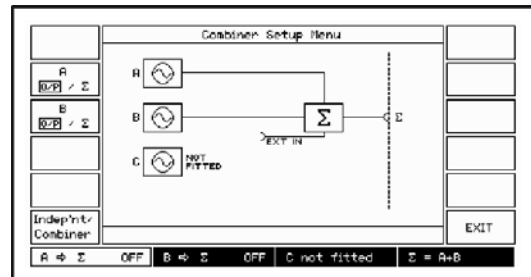 Combiner Setup Menu
A
O/P / Σ
B
O/P / Σ
A
B
Σ
Σ
EXT IN
C
NOT
FITTED
Indep'nt/
Combiner
EXIT
A ⇨ Σ OFF
B ⇨ Σ OFF
C not fitted
Σ = A+B